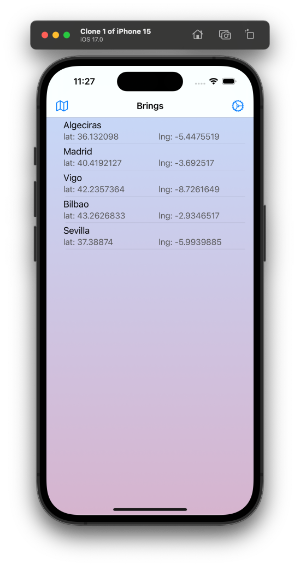 Clone 1 of iPhone 15
iOS 17.0
11:27
Brings
Algeciras
lat: 36.132098 lng: -5.4475519
Madrid
lat: 40.4192127 lng: -3.692517
Vigo
lat: 42.2357364 lng: -8.7261649
Bilbao
lat: 43.2626833 lng: -2.9346517
Sevilla
lat: 37.38874 lng: -5.9939885